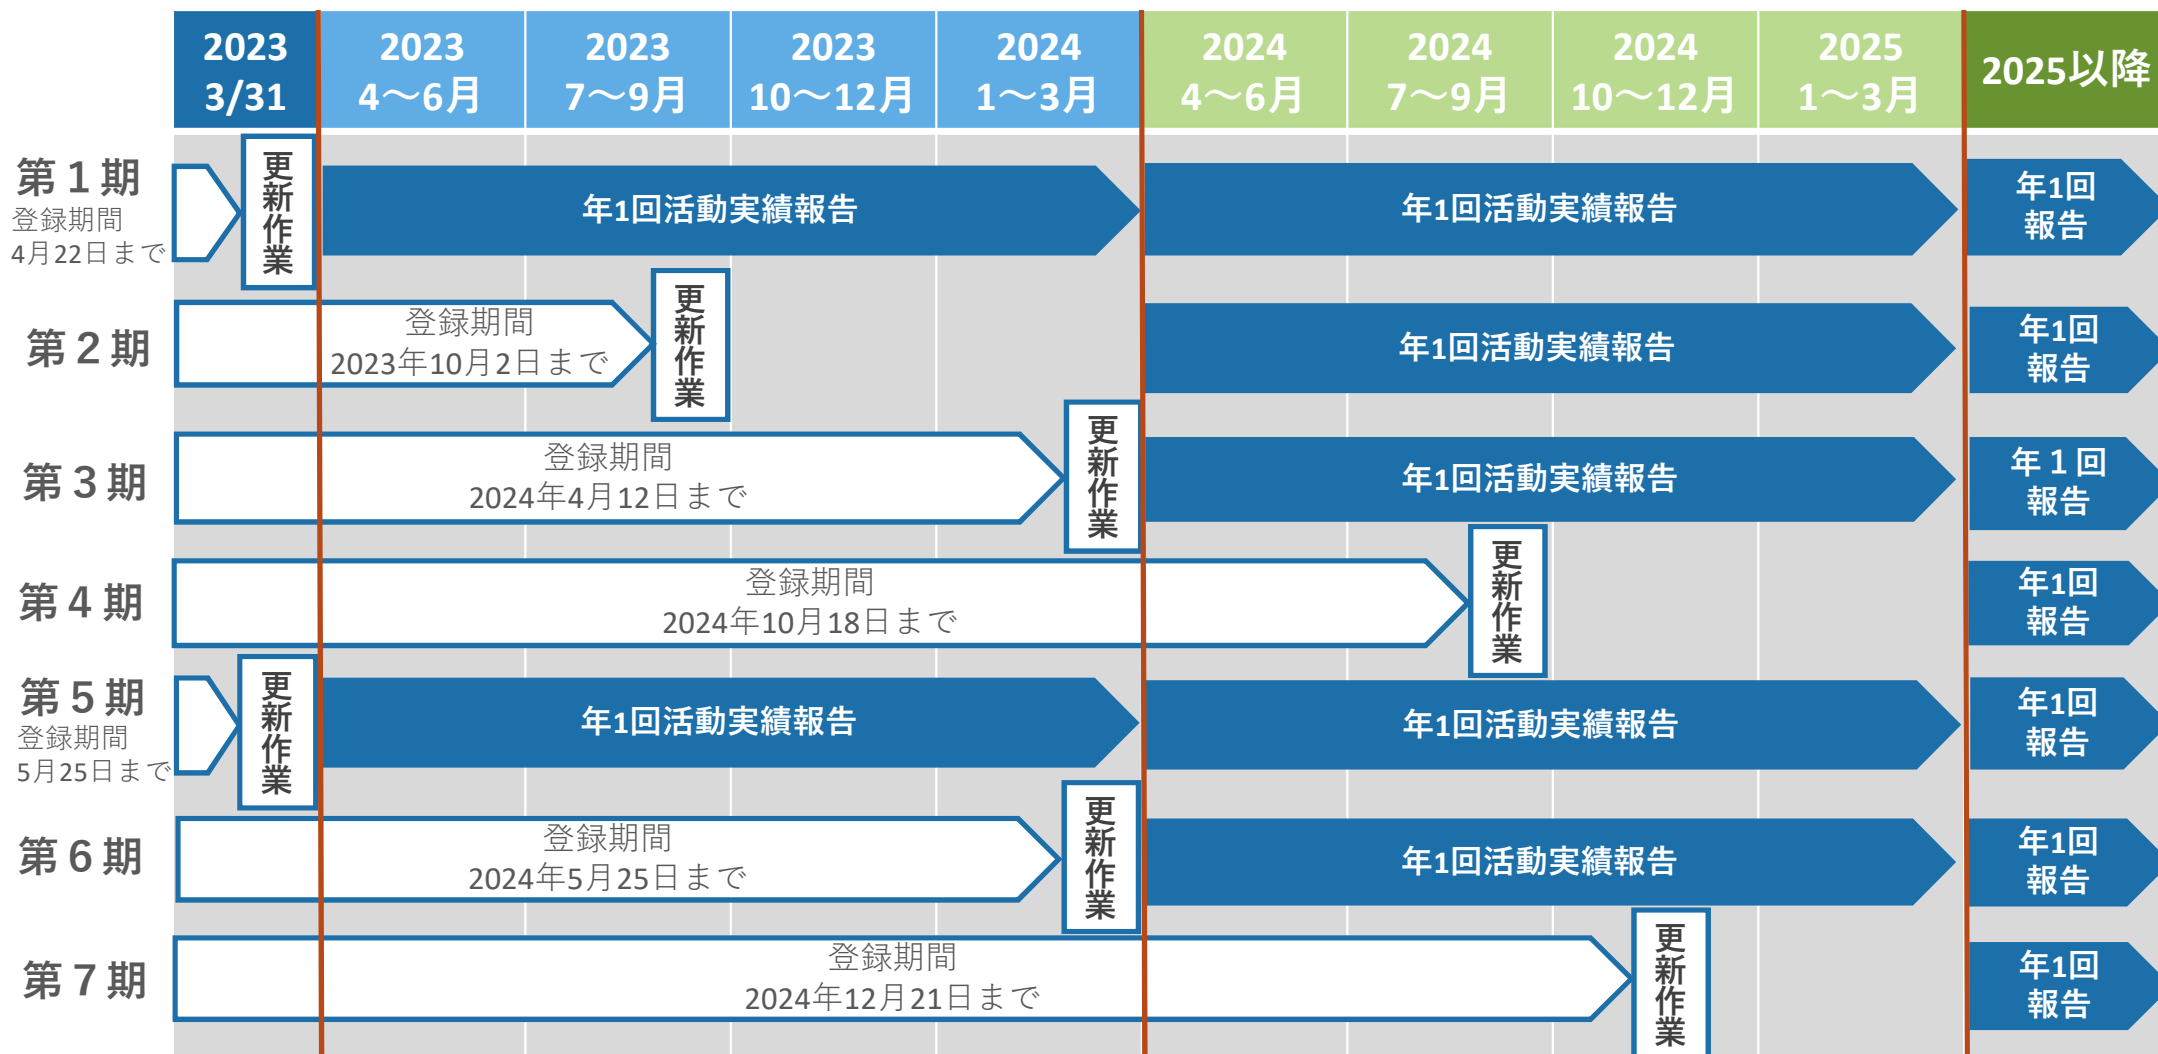 2023
3/31
2023
4～6月
2023
7～9月
2023
10～12月
2024
1～3月
2024
4～6月
2024
7～9月
2024
10～12月
2025
1～3月
2025以降
第１期
登録期間
4月22日まで
更新作業
年1回活動実績報告
年1回活動実績報告
年1回
報告
第２期
登録期間
2023年10月2日まで
更新作業
年1回活動実績報告
年1回
報告
第３期
登録期間
2024年4月12日まで
更新作業
年1回活動実績報告
年１回
報告
第４期
登録期間
2024年10月18日まで
更新作業
年1回
報告
第５期
登録期間
5月25日まで
更新作業
年1回活動実績報告
年1回活動実績報告
年1回
報告
第６期
登録期間
2024年5月25日まで
更新作業
年1回活動実績報告
年1回
報告
第７期
登録期間
2024年12月21日まで
更新作業
年1回
報告